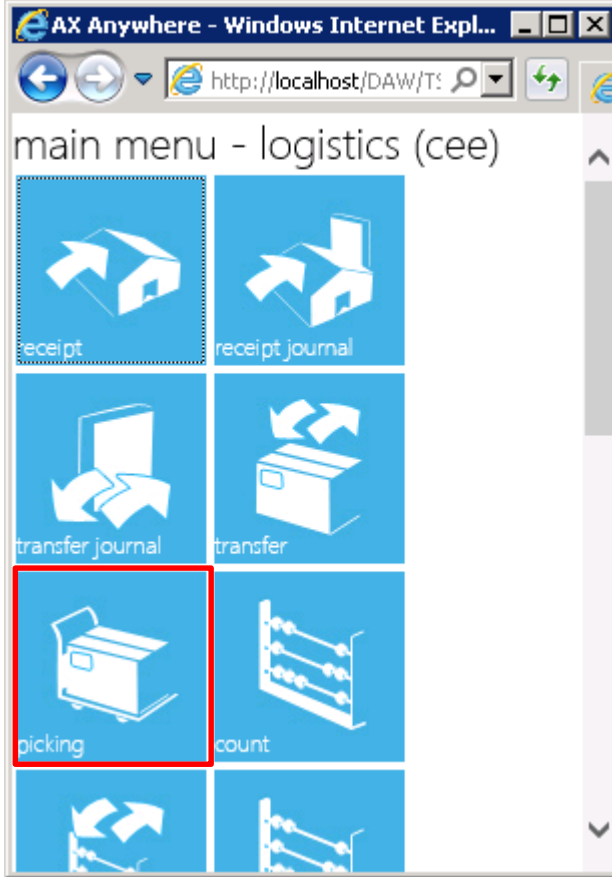 AX Anywhere - Windows Internet Expl...
http://localhost/DAW/TS
main menu - logistics (cee)
receipt
receipt journal
transfer journal
transfer
picking
count